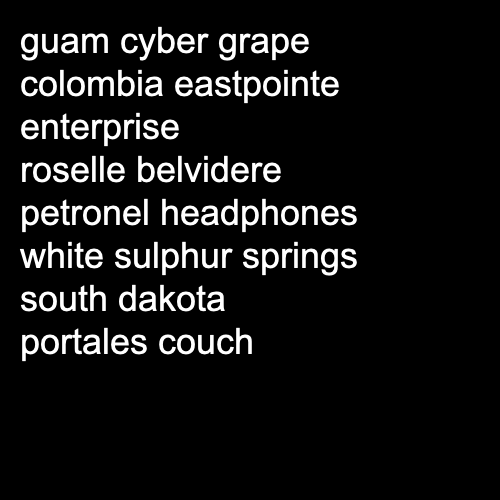 guam cyber grape
colombia eastpointe
enterprise
roselle belvidere
petronel headphones
white sulphur springs
south dakota
portales couch